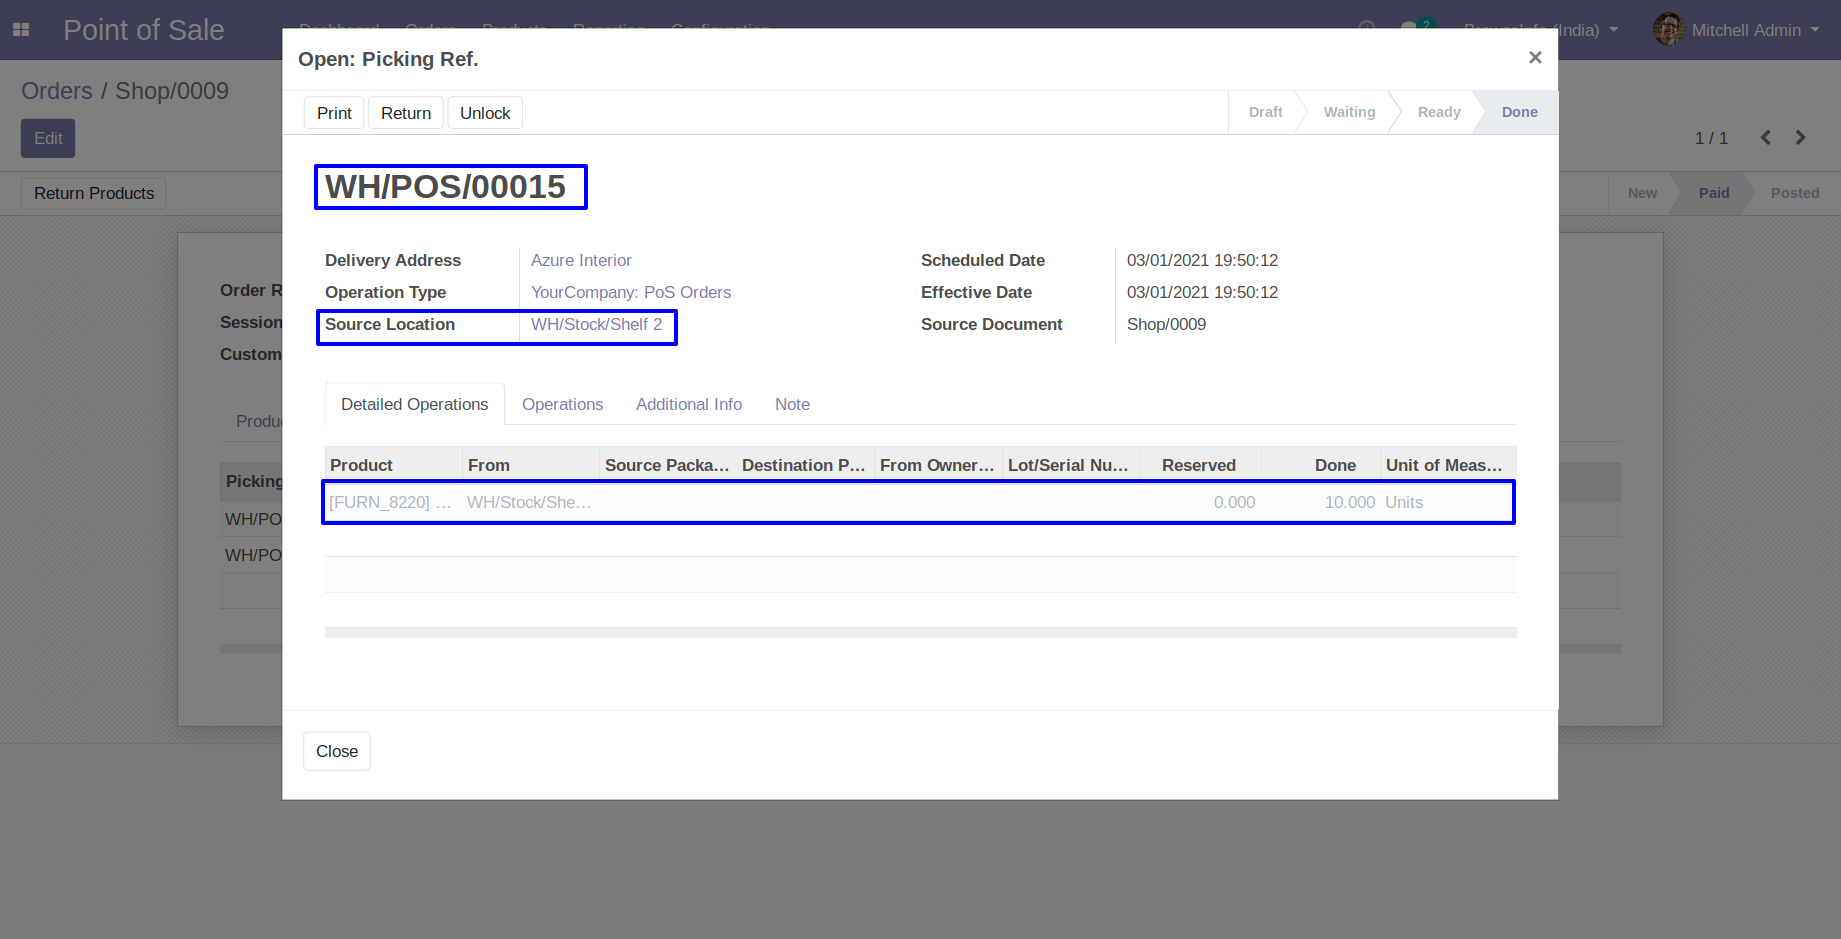 Point of Sale
2
India)
Mitchell Admin
Orders / Shop/0009
Edit
1 / 1
Return Products
New
Paid
Posted
Order R
Session
Custom
Produ
Picking
WH/PO
WH/PO
Open: Picking Ref.
×
Print
Return
Unlock
Draft
Waiting
Ready
Done
WH/POS/00015
Delivery Address Azure Interior
Operation Type YourCompany: PoS Orders
Source Location WH/Stock/Shelf 2
Scheduled Date 03/01/2021 19:50:12
Effective Date 03/01/2021 19:50:12
Source Document Shop/0009
Detailed Operations Operations Additional Info Note
Product From Source Packa... Destination P... From Owner... Lot/Serial Nu... Reserved Done Unit of Meas...
[FURN_8220] ... WH/Stock/She... 0.000 10.000 Units
Close